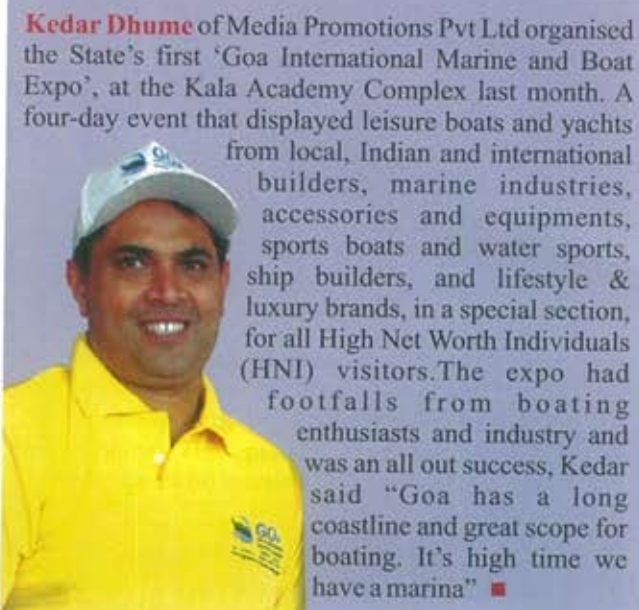 Kedar Dhume of Media Promotions Pvt Ltd organised
the State's first 'Goa International Marine and Boat
Expo', at the Kala Academy Complex last month. A
four-day event that displayed leisure boats and yachts
from local, Indian and international
builders, marine industries,
accessories and equipments,
sports boats and water sports,
ship builders, and lifestyle &
luxury brands, in a special section,
for all High Net Worth Individuals
(HNI) visitors.The expo had
footfalls from boating
enthusiasts and industry and
was an all out success, Kedar
said “Goa has a long
coastline and great scope for
boating. It's high time we
have a marina”
GOA